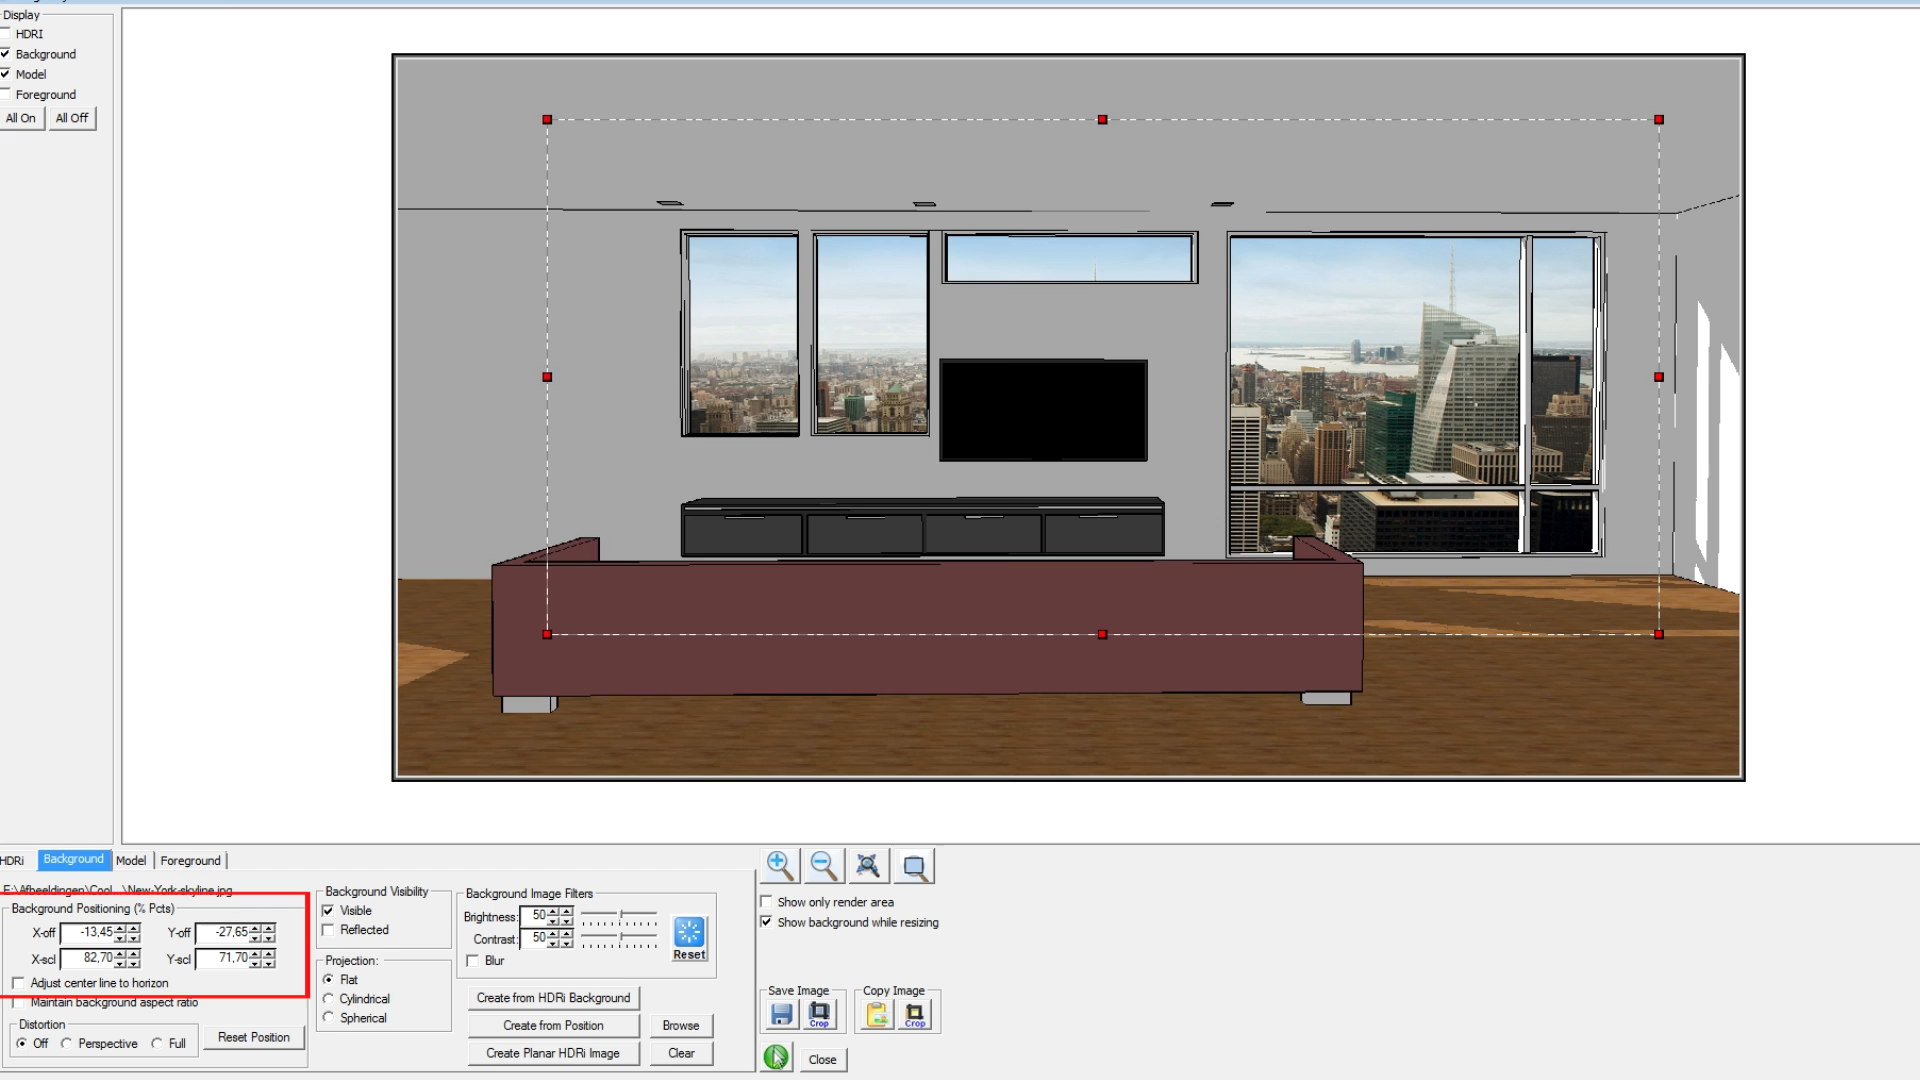 Display
HDRI
Background
Model
Foreground
All On All Off
HDRi Background Model Foreground
F:\Afbeeldingen\Cool...\New-York-skyline.jpg
Background Positioning (% Pcts)
X-off -13,45 Y-off -27,65
X-scl 82,70 Y-scl 71,70
Adjust center line to horizon
Maintain background aspect ratio
Distortion
Off Perspective Full
Reset Position
Background Visibility
Visible
Reflected
Projection:
Flat
Cylindrical
Spherical
Background Image Filters
Brightness: 50
Contrast: 50
Blur
Reset
Create from HDRi Background
Create from Position Browse
Create Planar HDRi Image Clear
Show only render area
Show background while resizing
Save Image Copy Image
Crop Crop
Close